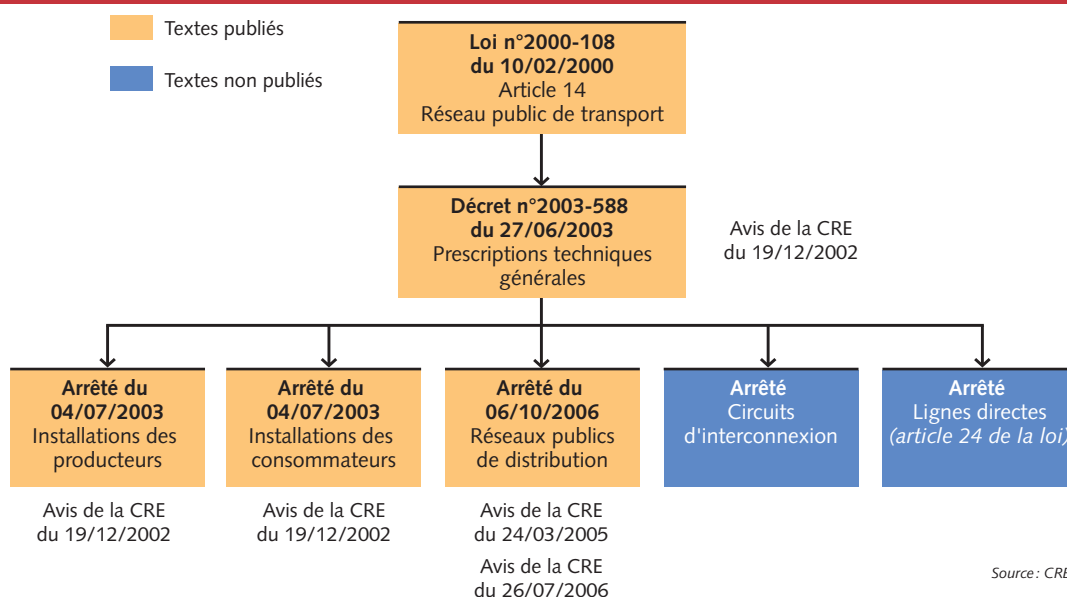 Textes publiés
Textes non publiés
Loi n°2000-108
du 10/02/2000
Article 14
Réseau public de transport
Décret n°2003-588
du 27/06/2003
Prescriptions techniques
générales
Avis de la CRE
du 19/12/2002
Arrêté du
04/07/2003
Installations des
producteurs
Avis de la CRE
du 19/12/2002
Arrêté du
04/07/2003
Installations des
consommateurs
Avis de la CRE
du 19/12/2002
Arrêté du
06/10/2006
Réseaux publics
de distribution
Avis de la CRE
du 24/03/2005
Avis de la CRE
du 26/07/2006
Arrêté
Circuits
d'interconnexion
Arrêté
Lignes directes
(article 24 de la loi)
Source : CRE